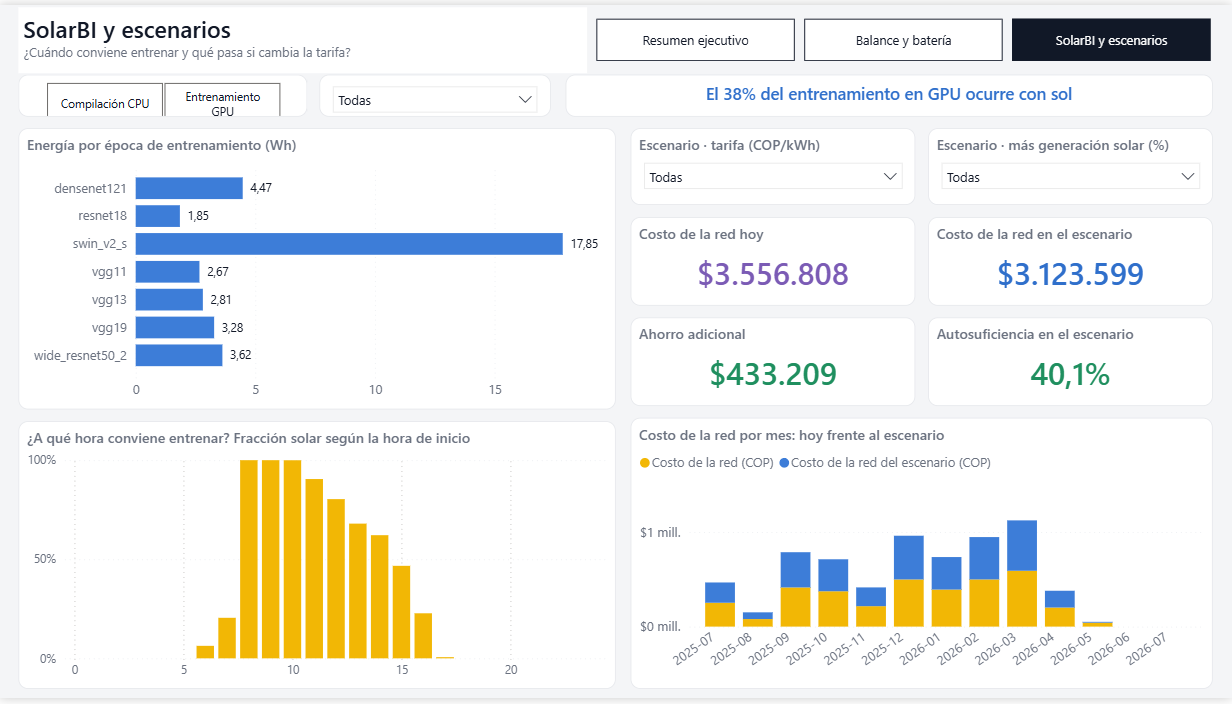 SolarBI y escenarios
¿Cuándo conviene entrenar y qué pasa si cambia la tarifa?
Resumen ejecutivo
Balance y batería
SolarBI y escenarios
Compilación CPU
Entrenamiento
GPU
Todas
El 38% del entrenamiento en GPU ocurre con sol
Energía por época de entrenamiento (Wh)
densenet121
4,47
resnet18
1,85
swin_v2_s
17,85
vgg11
2,67
vgg13
2,81
vgg19
3,28
wide_resnet50_2
3,62
0
5
10
15
Escenario · tarifa (COP/kWh)
Todas
Escenario · más generación solar (%)
Todas
Costo de la red hoy
$3.556.808
Costo de la red en el escenario
$3.123.599
Ahorro adicional
$433.209
Autosuficiencia en el escenario
40,1%
¿A qué hora conviene entrenar? Fracción solar según la hora de inicio
100%
50%
0%
0
5
10
15
20
Costo de la red por mes: hoy frente al escenario
Costo de la red (COP)
Costo de la red del escenario (COP)
$1 mill.
$0 mill.
2025-07
2025-08
2025-09
2025-10
2025-11
2025-12
2026-01
2026-02
2026-03
2026-04
2026-05
2026-06
2026-07